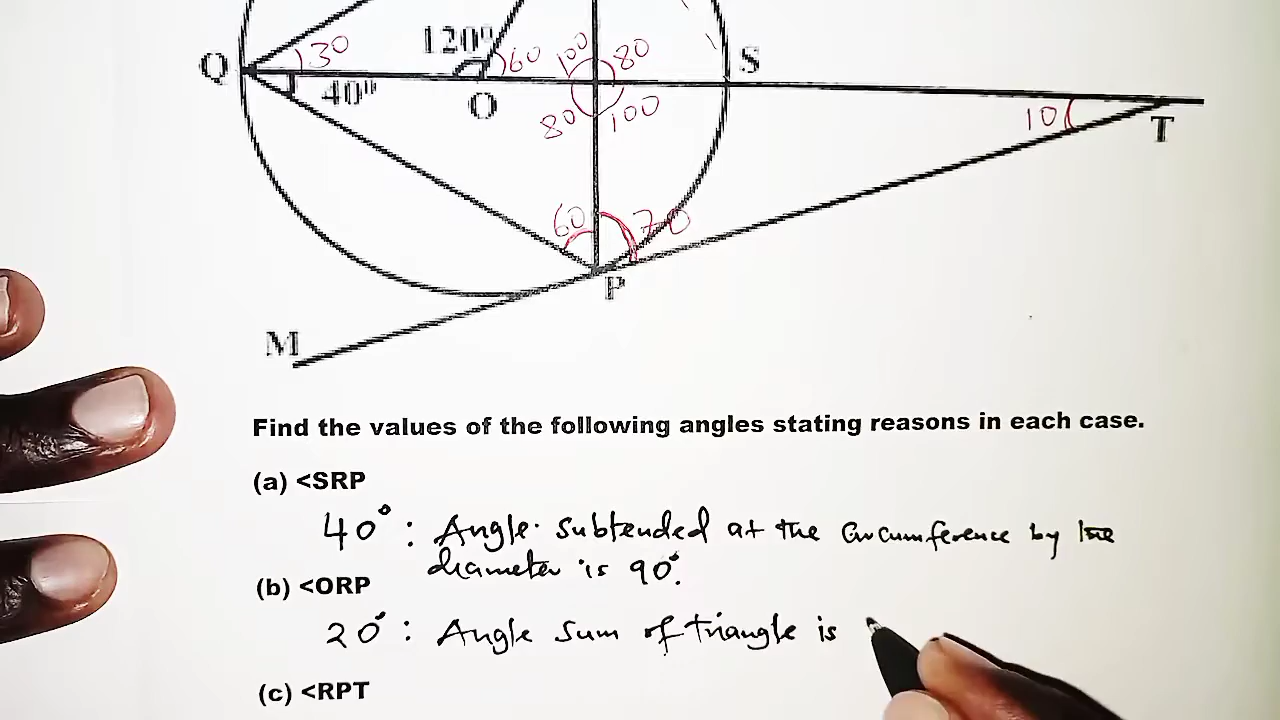 120° 60 100 80
Q 30 S
40° O 80 100 10 T
60 70
P
M
Find the values of the following angles stating reasons in each case.
(a) <SRP
40° : Angle subtended at the circumference by the
diameter is 90°.
(b) <ORP
20° : Angle sum of triangle is
(c) <RPT